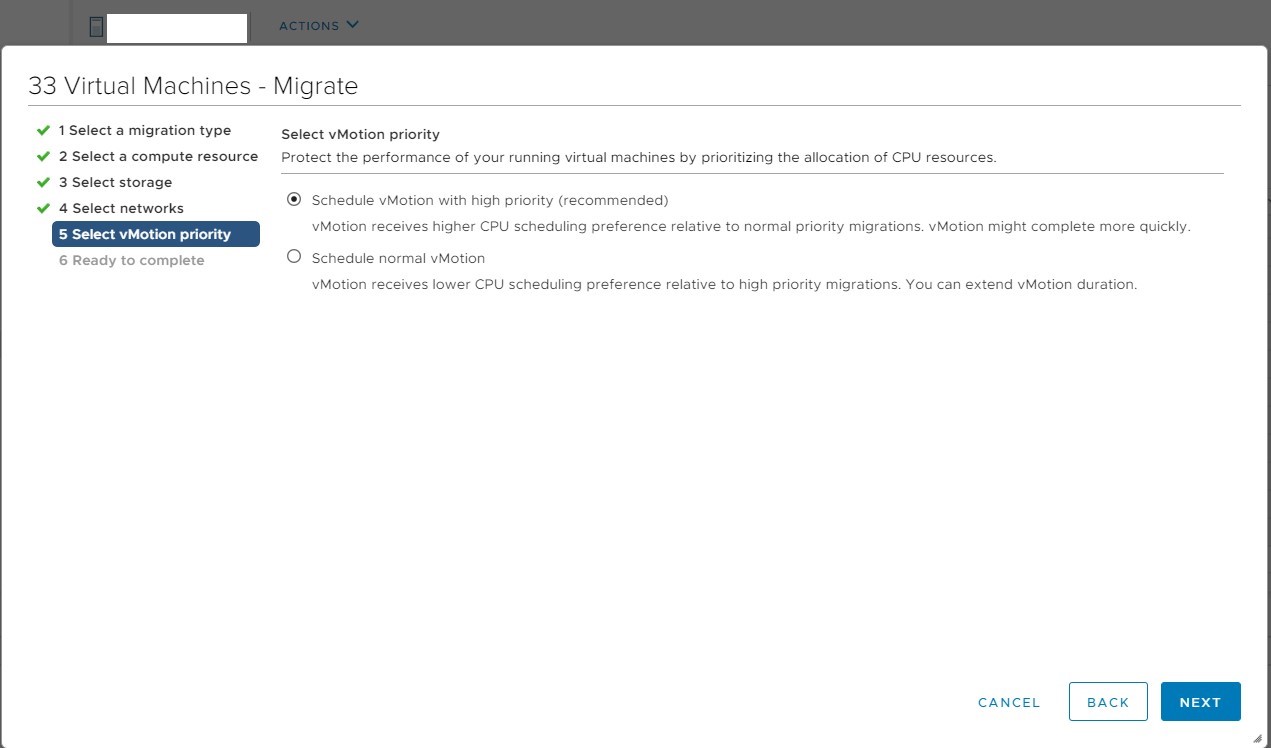 ACTIONS
33 Virtual Machines - Migrate
1 Select a migration type
2 Select a compute resource
3 Select storage
4 Select networks
5 Select vMotion priority
6 Ready to complete
Select vMotion priority
Protect the performance of your running virtual machines by prioritizing the allocation of CPU resources.
Schedule vMotion with high priority (recommended)
vMotion receives higher CPU scheduling preference relative to normal priority migrations. vMotion might complete more quickly.
Schedule normal vMotion
vMotion receives lower CPU scheduling preference relative to high priority migrations. You can extend vMotion duration.
CANCEL
BACK
NEXT